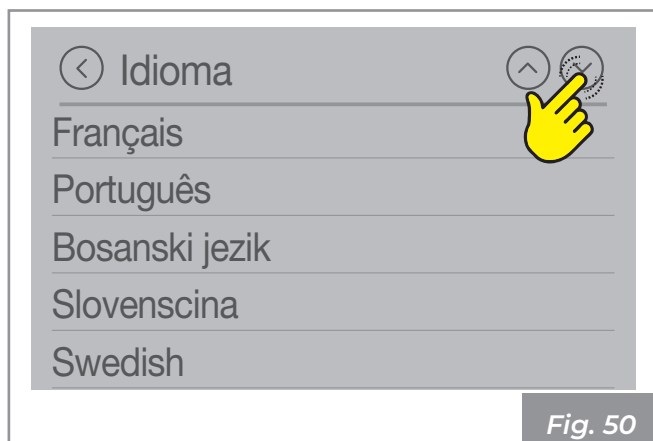 Idioma
Français
Português
Bosanski jezik
Slovenscina
Swedish
Fig. 50